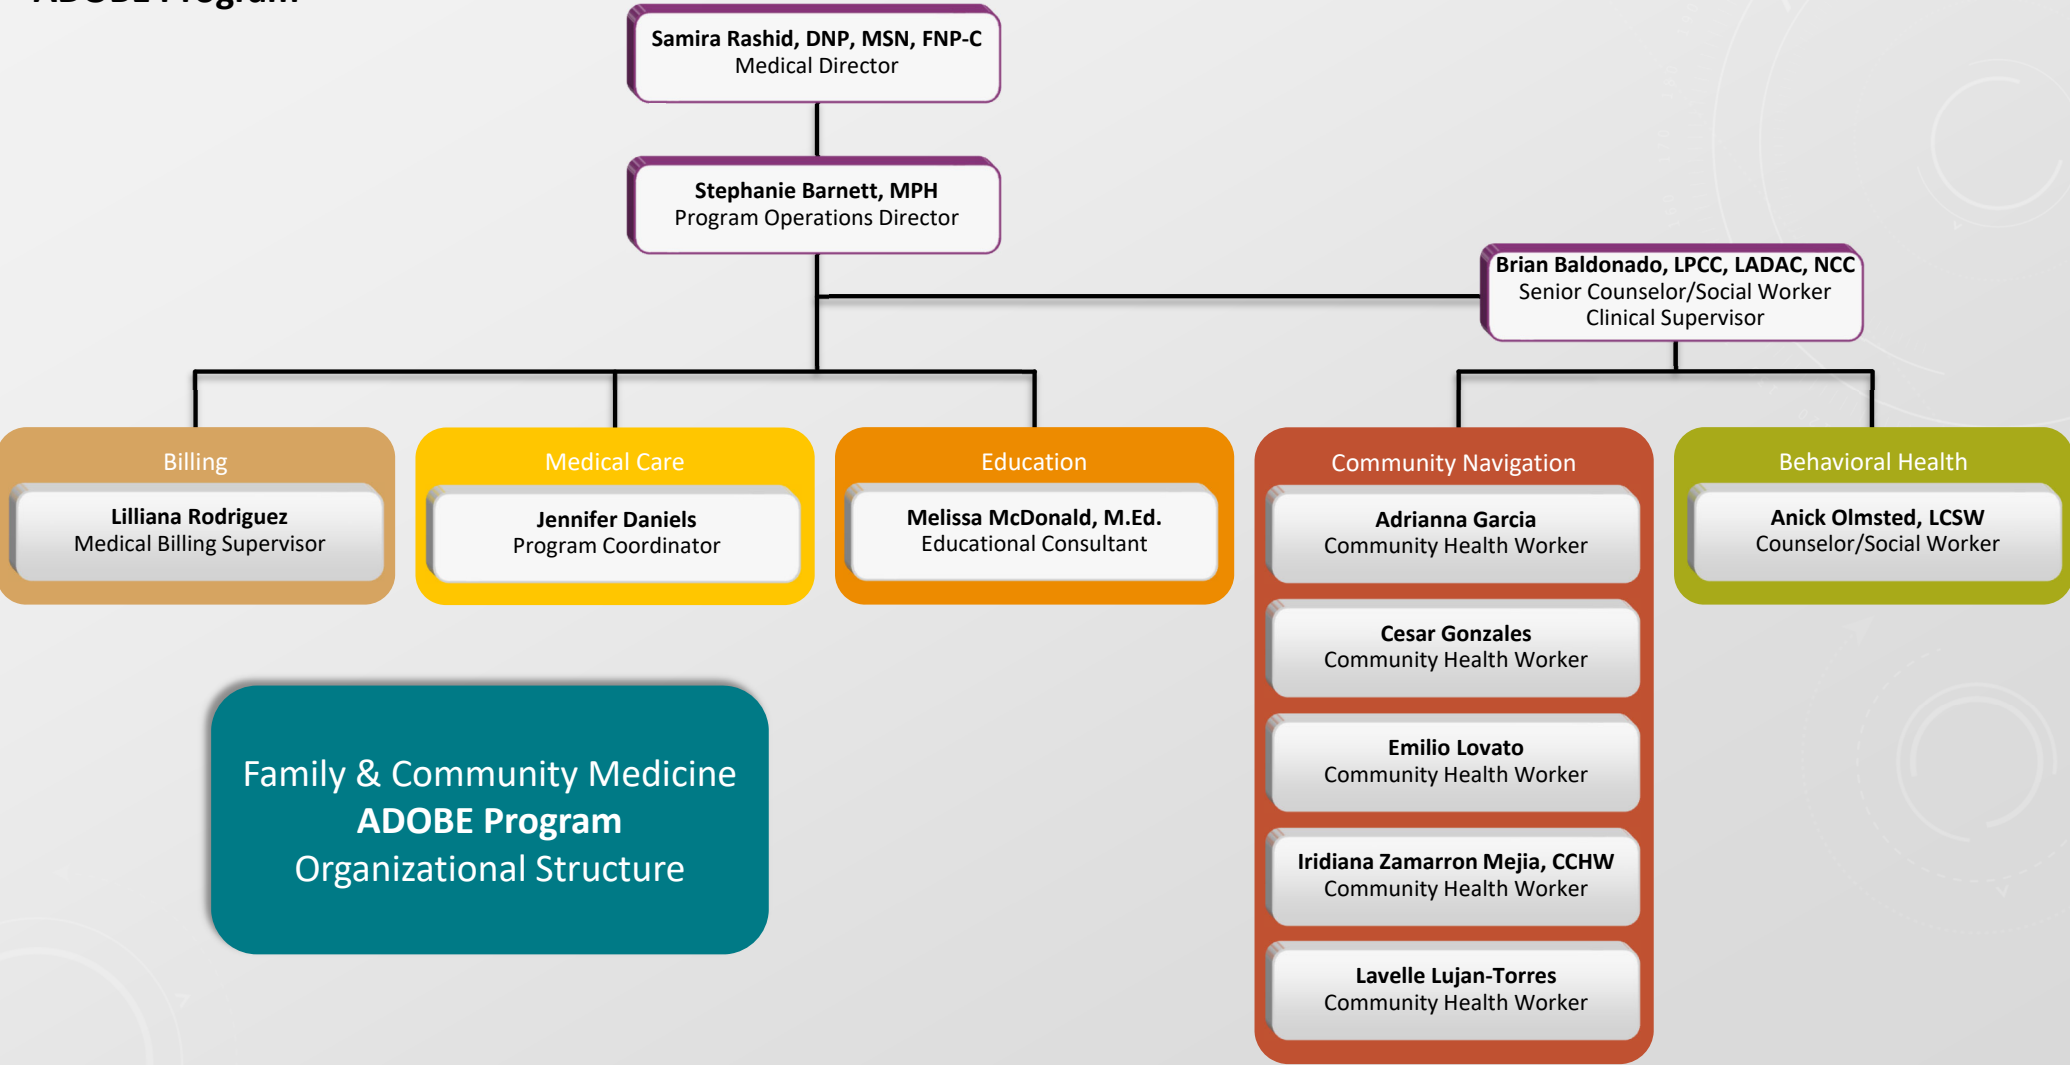 ADOBE Program
Samira Rashid, DNP, MSN, FNP-C
Medical Director
Stephanie Barnett, MPH
Program Operations Director
Brian Baldonado, LPCC, LADAC, NCC
Senior Counselor/Social Worker
Clinical Supervisor
Billing
Lilliana Rodriguez
Medical Billing Supervisor
Medical Care
Jennifer Daniels
Program Coordinator
Education
Melissa McDonald, M.Ed.
Educational Consultant
Community Navigation
Adrianna Garcia
Community Health Worker
Cesar Gonzales
Community Health Worker
Emilio Lovato
Community Health Worker
Iridiana Zamarron Mejia, CCHW
Community Health Worker
Lavelle Lujan-Torres
Community Health Worker
Behavioral Health
Anick Olmsted, LCSW
Counselor/Social Worker
Family & Community Medicine
ADOBE Program
Organizational Structure